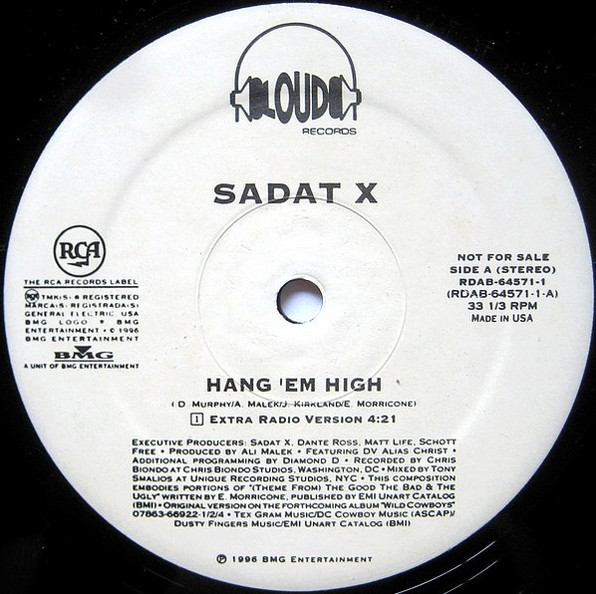 LOUD
RECORDS
SADAT X
RCA
THE RCA RECORDS LABEL
RCA TMK(S) ® REGISTERED
MARCA(S) REGISTRADA(S)
GENERAL ELECTRIC USA
BMG LOGO ® BMG
ENTERTAINMENT • © 1996
BMG ENTERTAINMENT
BMG
A UNIT OF BMG ENTERTAINMENT
NOT FOR SALE
SIDE A (STEREO)
RDAB-64571-1
(RDAB-64571-1-A)
33 1/3 RPM
MADE IN USA
HANG 'EM HIGH
(D. MURPHY/A. MALEK/J. KIRKLAND/E. MORRICONE)
1 EXTRA RADIO VERSION 4:21
EXECUTIVE PRODUCERS: SADAT X, DANTE ROSS, MATT LIFE, SCHOTT
FREE • PRODUCED BY ALI MALEK • FEATURING DV ALIAS CHRIST •
ADDITIONAL PROGRAMMING BY DIAMOND D • RECORDED BY CHRIS
BIONDO AT CHRIS BIONDO STUDIOS, WASHINGTON, DC • MIXED BY TONY
SMALIOS AT UNIQUE RECORDING STUDIOS, NYC • THIS COMPOSITION
EMBODIES PORTIONS OF "(THEME FROM) THE GOOD THE BAD & THE
UGLY" WRITTEN BY E. MORRICONE, PUBLISHED BY EMI UNART CATALOG
(BMI) • ORIGINAL VERSION ON THE FORTHCOMING ALBUM "WILD COWBOYS"
07863-66922-1/2/4 • TEX GRAM MUSIC/DC COWBOY MUSIC (ASCAP)/
DUSTY FINGERS MUSIC/EMI UNART CATALOG (BMI)
℗ 1996 BMG ENTERTAINMENT